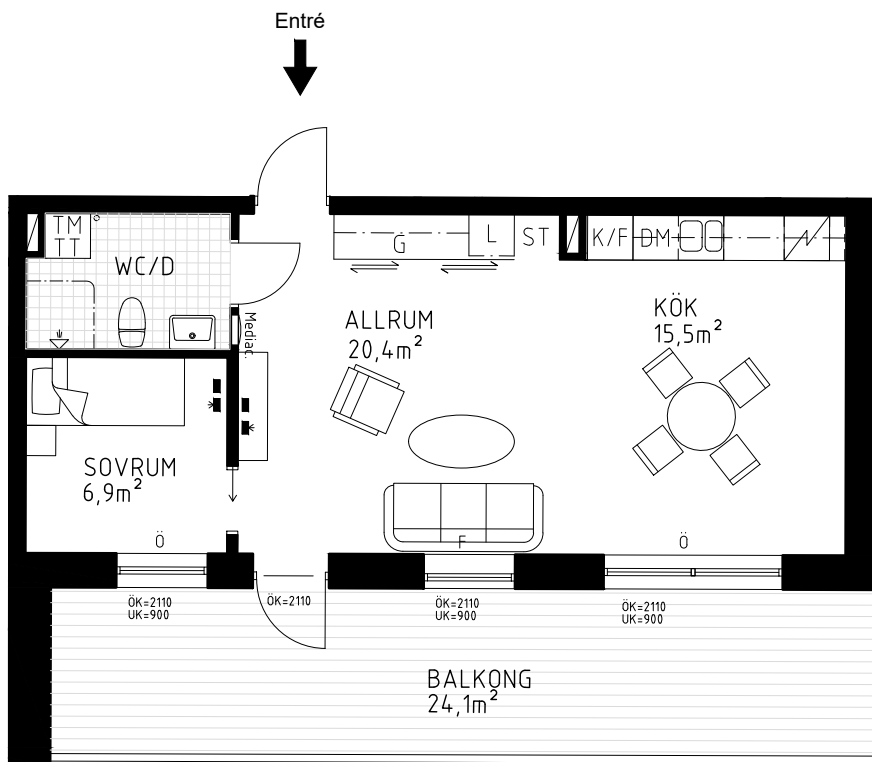 Entré
TM
TT
WC/D
G
L
ST
K/F
DM
Mediac.
ALLRUM
20,4m²
KÖK
15,5m²
SOVRUM
6,9m²
Ö
F
Ö
ÖK=2110
UK=900
ÖK=2110
ÖK=2110
UK=900
ÖK=2110
UK=900
BALKONG
24,1m²